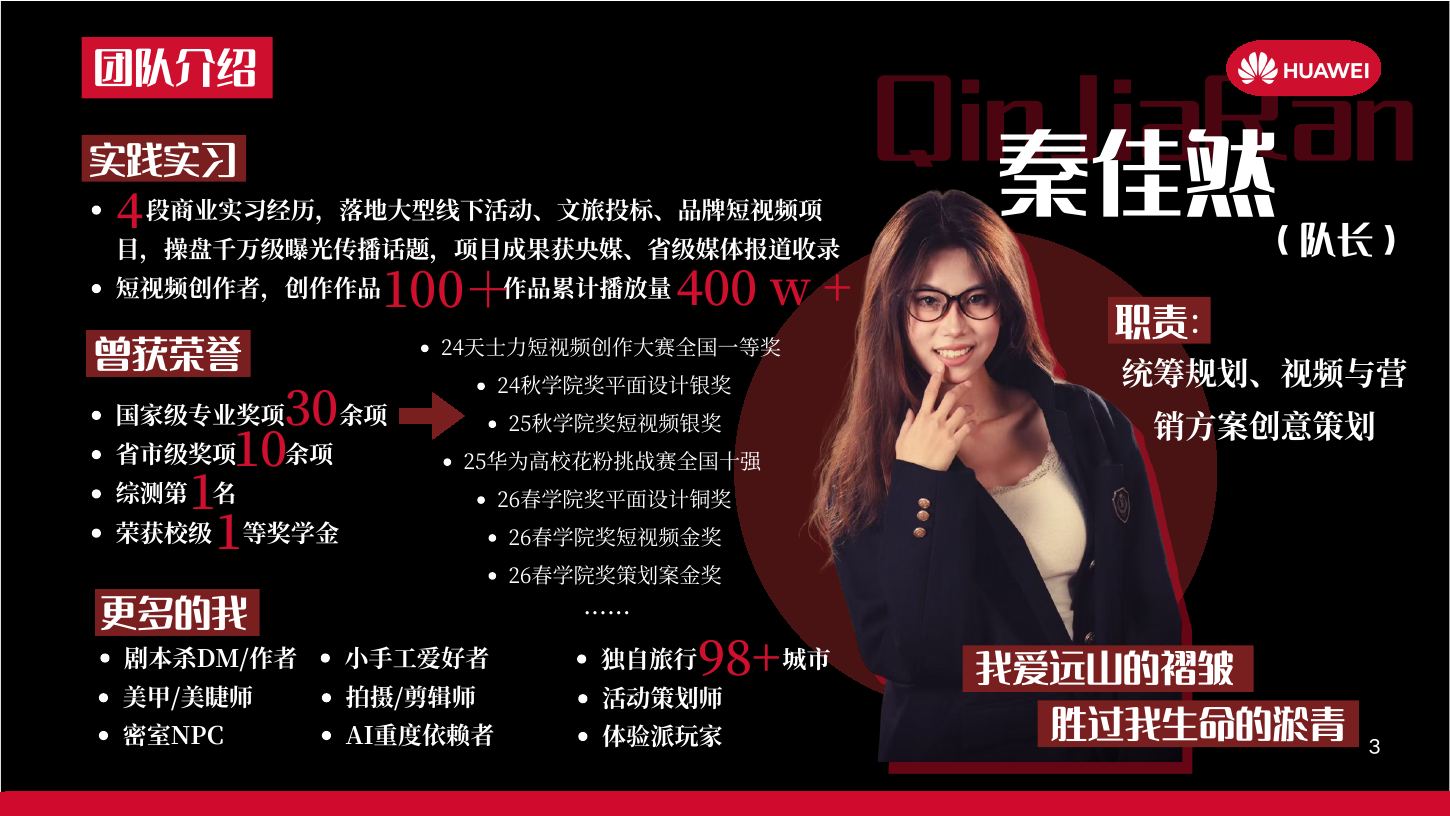 团队介绍
HUAWEI
QinJiaRan
秦佳然
（队长）
实践实习
4段商业实习经历，落地大型线下活动、文旅投标、品牌短视频项
目，操盘千万级曝光传播话题，项目成果获央媒、省级媒体报道收录
短视频创作者，创作作品100＋作品累计播放量400 w +
曾获荣誉
国家级专业奖项30余项
省市级奖项10余项
综测第1名
荣获校级1等奖学金
24天士力短视频创作大赛全国一等奖
24秋学院奖平面设计银奖
25秋学院奖短视频银奖
25华为高校花粉挑战赛全国十强
26春学院奖平面设计铜奖
26春学院奖短视频金奖
26春学院奖策划案金奖
……
更多的我
剧本杀DM/作者
美甲/美睫师
密室NPC
小手工爱好者
拍摄/剪辑师
AI重度依赖者
独自旅行98+城市
活动策划师
体验派玩家
职责：
统筹规划、视频与营
销方案创意策划
我爱远山的褶皱
胜过我生命的淤青
3